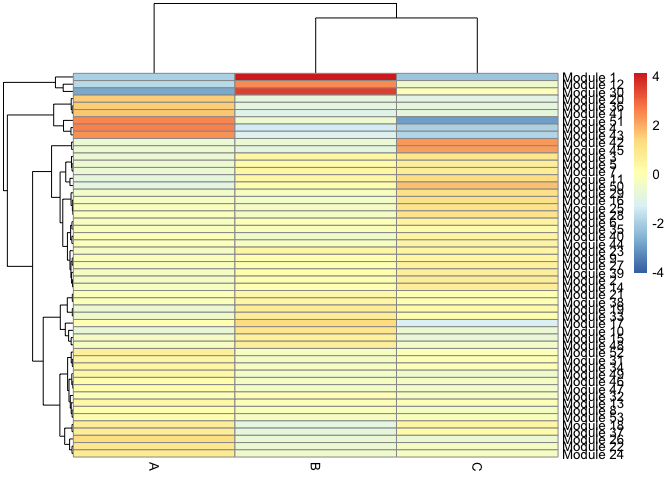 Module 1
Module 12
Module 30
Module 20
Module 36
Module 41
Module 51
Module 4
Module 43
Module 42
Module 45
Module 3
Module 5
Module 7
Module 11
Module 50
Module 29
Module 16
Module 25
Module 28
Module 6
Module 35
Module 40
Module 44
Module 23
Module 9
Module 27
Module 39
Module 2
Module 14
Module 21
Module 38
Module 19
Module 33
Module 17
Module 10
Module 15
Module 48
Module 52
Module 31
Module 34
Module 49
Module 46
Module 47
Module 32
Module 13
Module 8
Module 53
Module 18
Module 37
Module 26
Module 22
Module 24
4
2
0
-2
-4
A
B
C